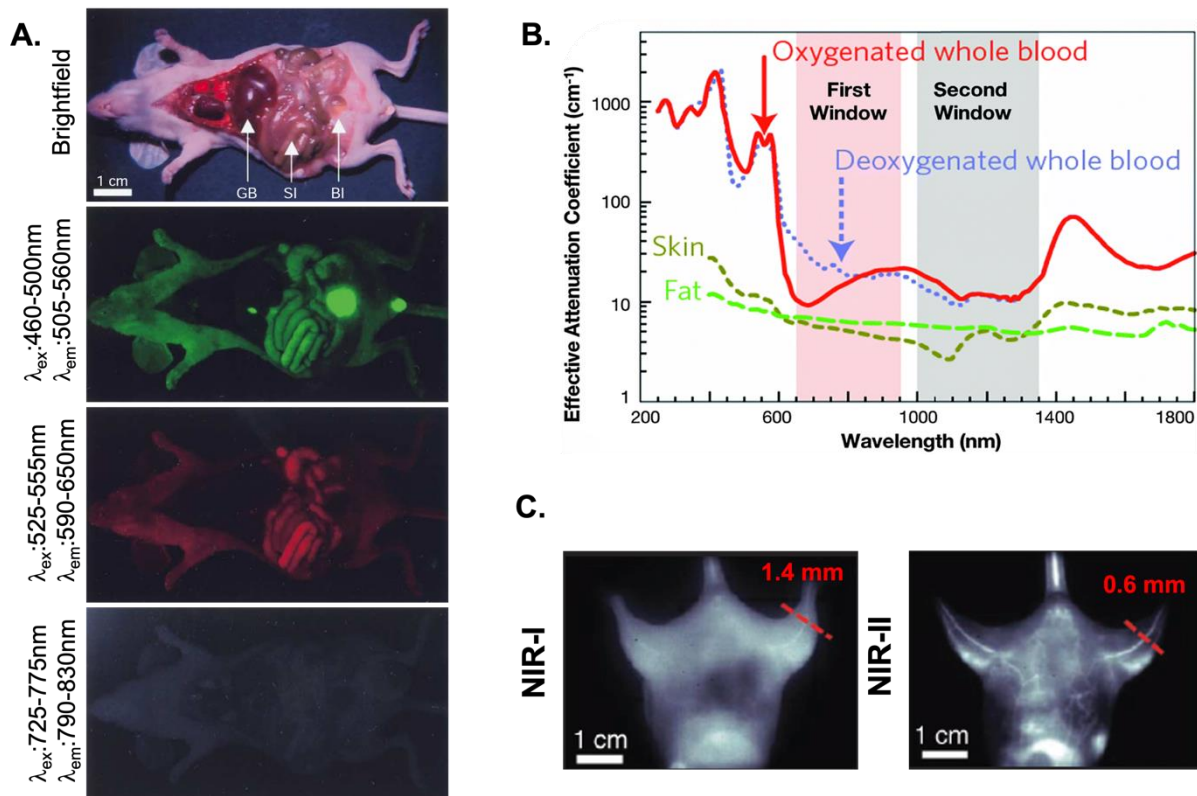 A.
Brightfield
1 cm
GB
SI
BI
λex:460-500nm
λem:505-560nm
λex:525-555nm
λem:590-650nm
λex:725-775nm
λem:790-830nm
B.
Effective Attenuation Coefficient (cm⁻¹)
1000
100
10
1
Oxygenated whole blood
First
Window
Second
Window
Deoxygenated whole blood
Skin
Fat
200
600
1000
1400
1800
Wavelength (nm)
C.
NIR-I
1.4 mm
1 cm
NIR-II
0.6 mm
1 cm